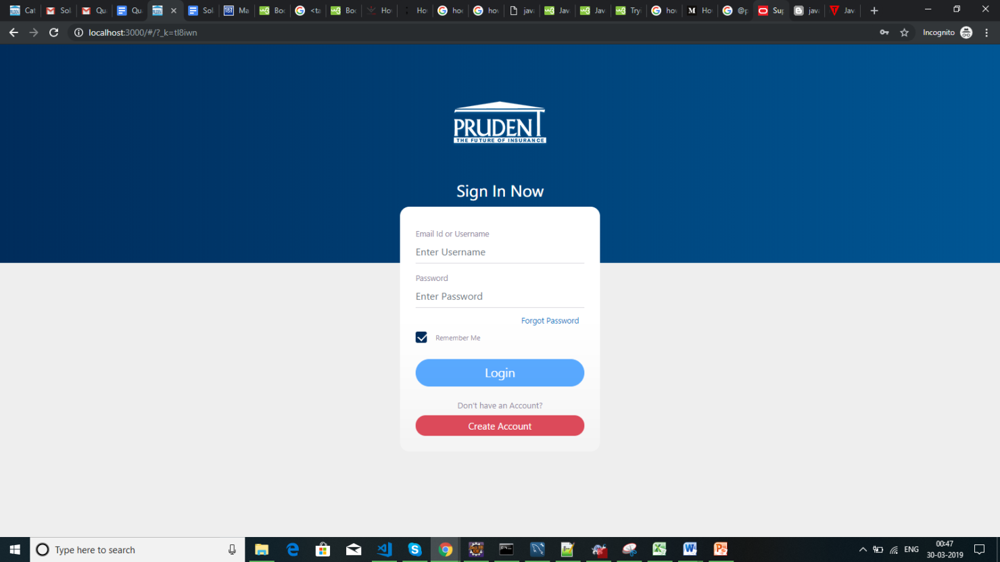 Cat
Sol
Qu
Qu
Sol
Ma
Boo
<ta
Boo
Ho
Ho
hov
java
Jav
Jav
Try
hov
M
Ho
@p
Sup
java
Jav
localhost:3000/#/?_k=tl8iwn
Incognito
PRUDENT
THE FUTURE OF INSURANCE
Sign In Now
Email Id or Username
Enter Username
Password
Enter Password
Forgot Password
Remember Me
Login
Don't have an Account?
Create Account
Type here to search
ENG
00:47
30-03-2019